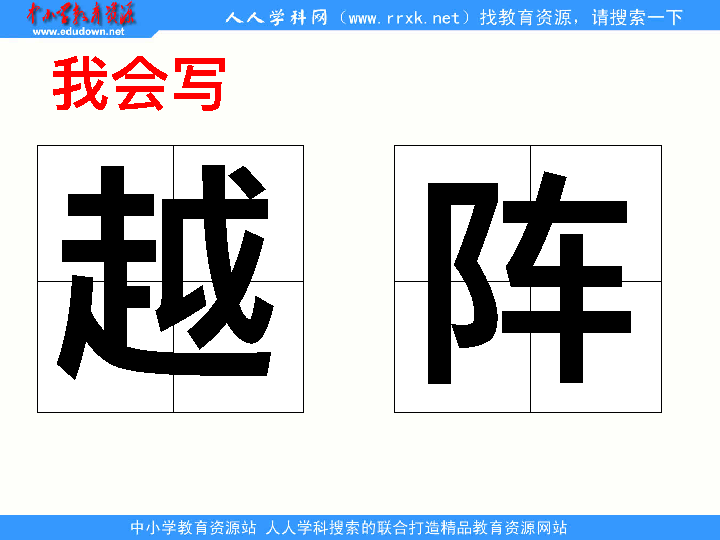 中小学教育资源
www.edudown.net
人人学科网（www.rrxk.net）找教育资源，请搜索一下
我会写
越 阵
中小学教育资源站 人人学科搜索的联合打造精品教育资源网站